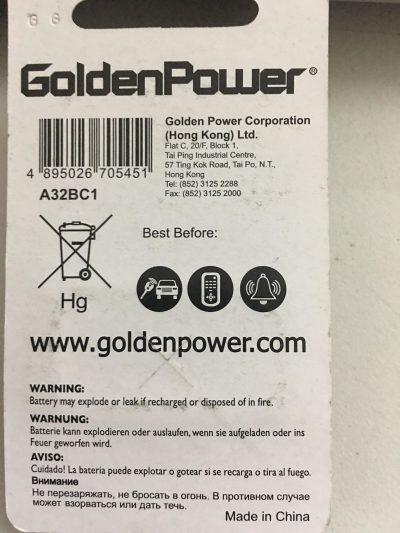 G G
GoldenPower®
Golden Power Corporation
(Hong Kong) Ltd.
Flat C, 20/F, Block 1,
Tai Ping Industrial Centre,
57 Ting Kok Road, Tai Po, N.T.,
Hong Kong
Tel: (852) 3125 2288
Fax: (852) 3125 2000
4 895026 705451
A32BC1
Best Before:
Hg
www.goldenpower.com
WARNING:
Battery may explode or leak if recharged or disposed of in fire.
WARNUNG:
Batterie kann explodieren oder auslaufen, wenn sie aufgeladen oder ins
Feuer geworfen wird.
AVISO:
Cuidado! La bateria puede explotar o gotear si se recarga o tira al fuego.
Внимание
Не перезаряжать, не бросать в огонь. В противном случае
может взорваться или дать течь.
Made in China